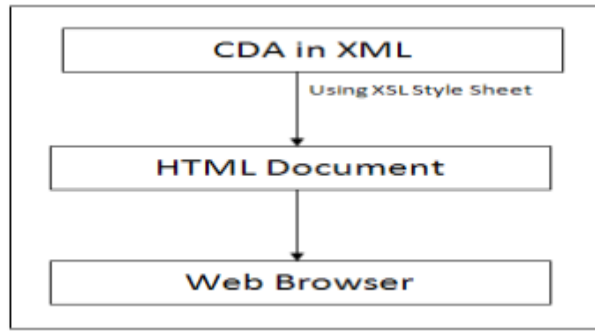 CDA in XML
Using XSL Style Sheet
HTML Document
Web Browser